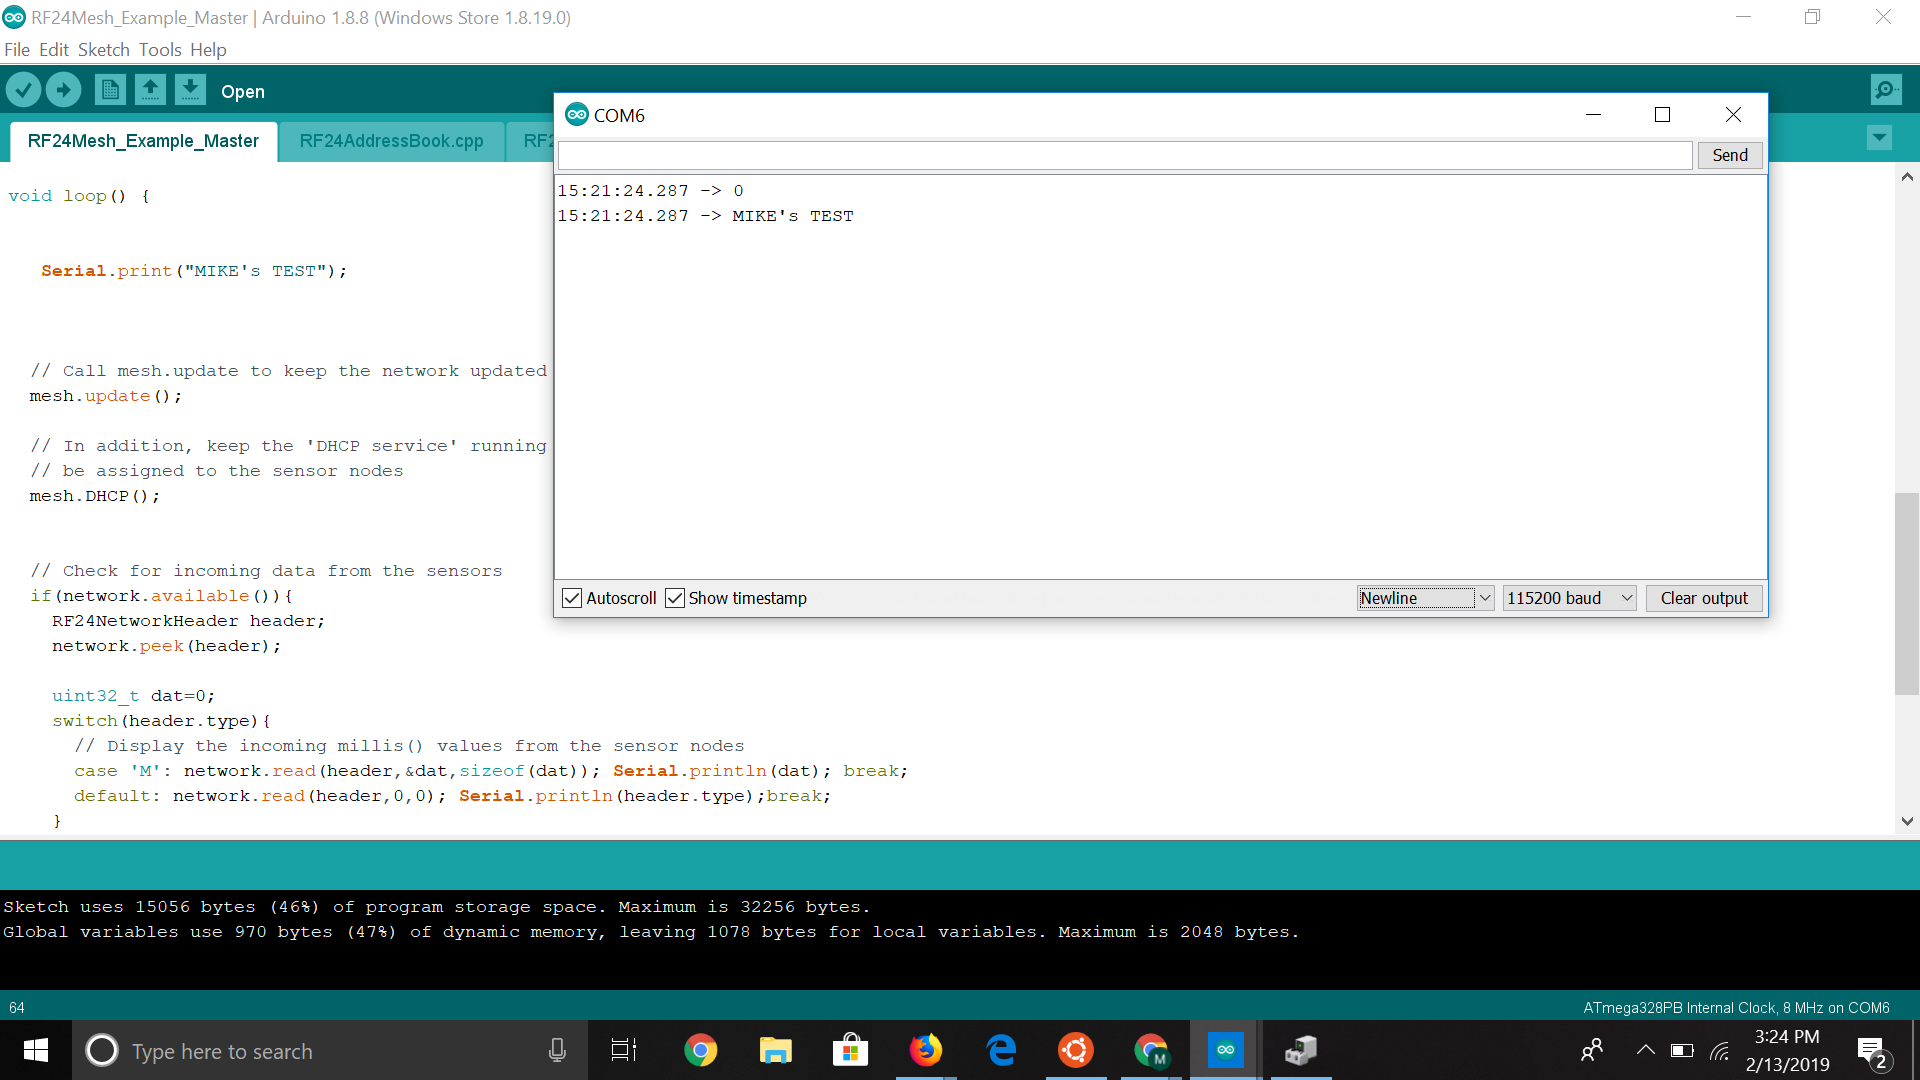 RF24Mesh_Example_Master | Arduino 1.8.8 (Windows Store 1.8.19.0)
File Edit Sketch Tools Help
Open
RF24Mesh_Example_Master RF24AddressBook.cpp RF2
void loop() {
Serial.print("MIKE's TEST");
// Call mesh.update to keep the network updated
mesh.update();
// In addition, keep the 'DHCP service' running
// be assigned to the sensor nodes
mesh.DHCP();
// Check for incoming data from the sensors
if(network.available()){
RF24NetworkHeader header;
network.peek(header);
uint32_t dat=0;
switch(header.type){
// Display the incoming millis() values from the sensor nodes
case 'M': network.read(header,&dat,sizeof(dat)); Serial.println(dat); break;
default: network.read(header,0,0); Serial.println(header.type);break;
}
COM6
Send
15:21:24.287 -> 0
15:21:24.287 -> MIKE's TEST
Autoscroll Show timestamp Newline 115200 baud Clear output
Sketch uses 15056 bytes (46%) of program storage space. Maximum is 32256 bytes.
Global variables use 970 bytes (47%) of dynamic memory, leaving 1078 bytes for local variables. Maximum is 2048 bytes.
64 ATmega328PB Internal Clock, 8 MHz on COM6
Type here to search
M
3:24 PM
2/13/2019
2